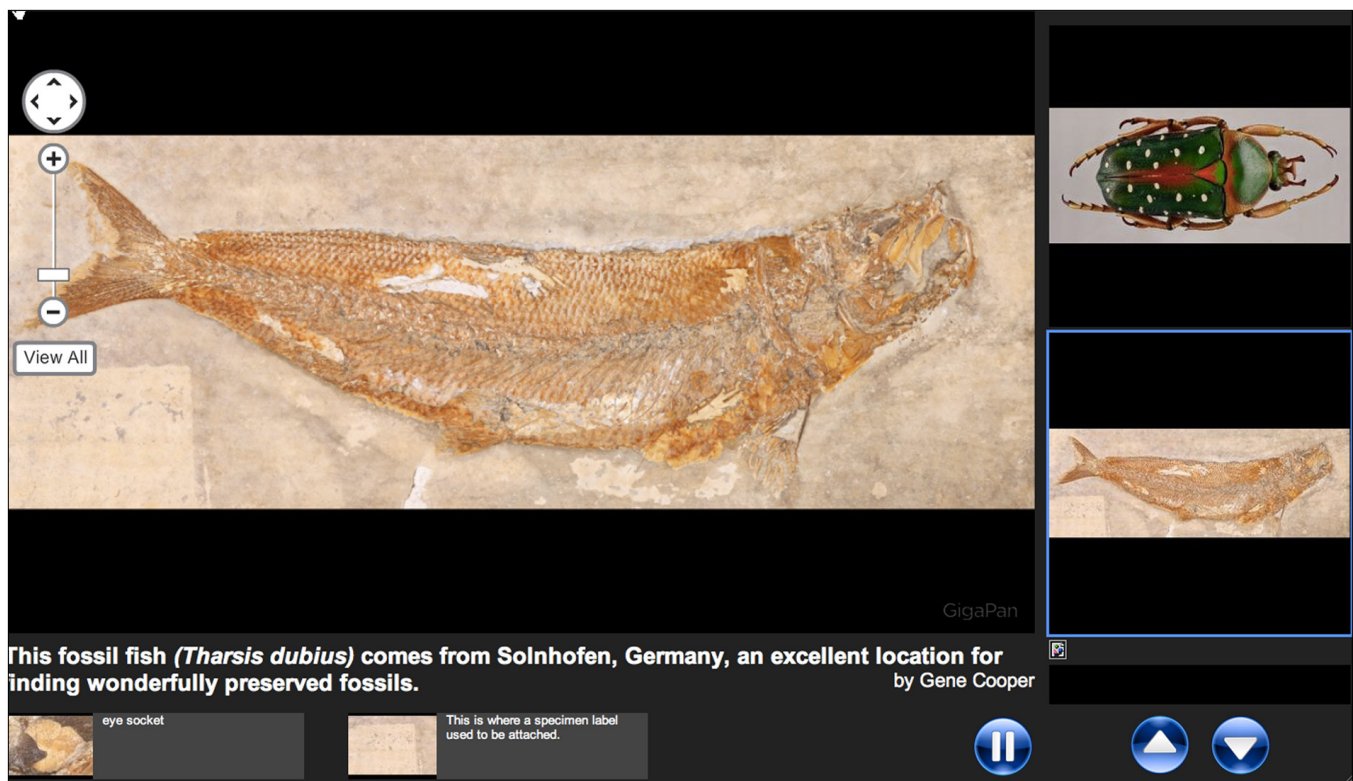 View All
GigaPan
This fossil fish (Tharsis dubius) comes from Solnhofen, Germany, an excellent location for
finding wonderfully preserved fossils.
by Gene Cooper
eye socket
This is where a specimen label
used to be attached.